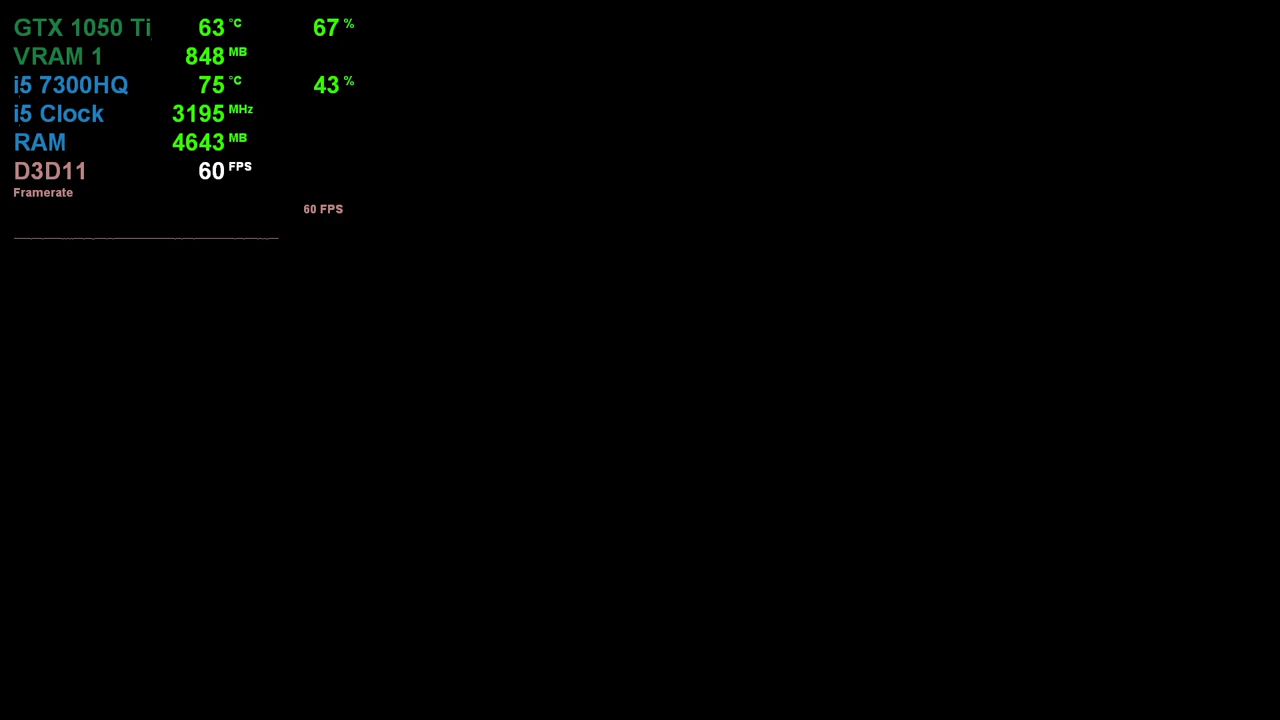 GTX 1050 Ti 63 °C 67 %
VRAM 1 848 MB
i5 7300HQ 75 °C 43 %
i5 Clock 3195 MHz
RAM 4643 MB
D3D11 60 FPS
Framerate
60 FPS